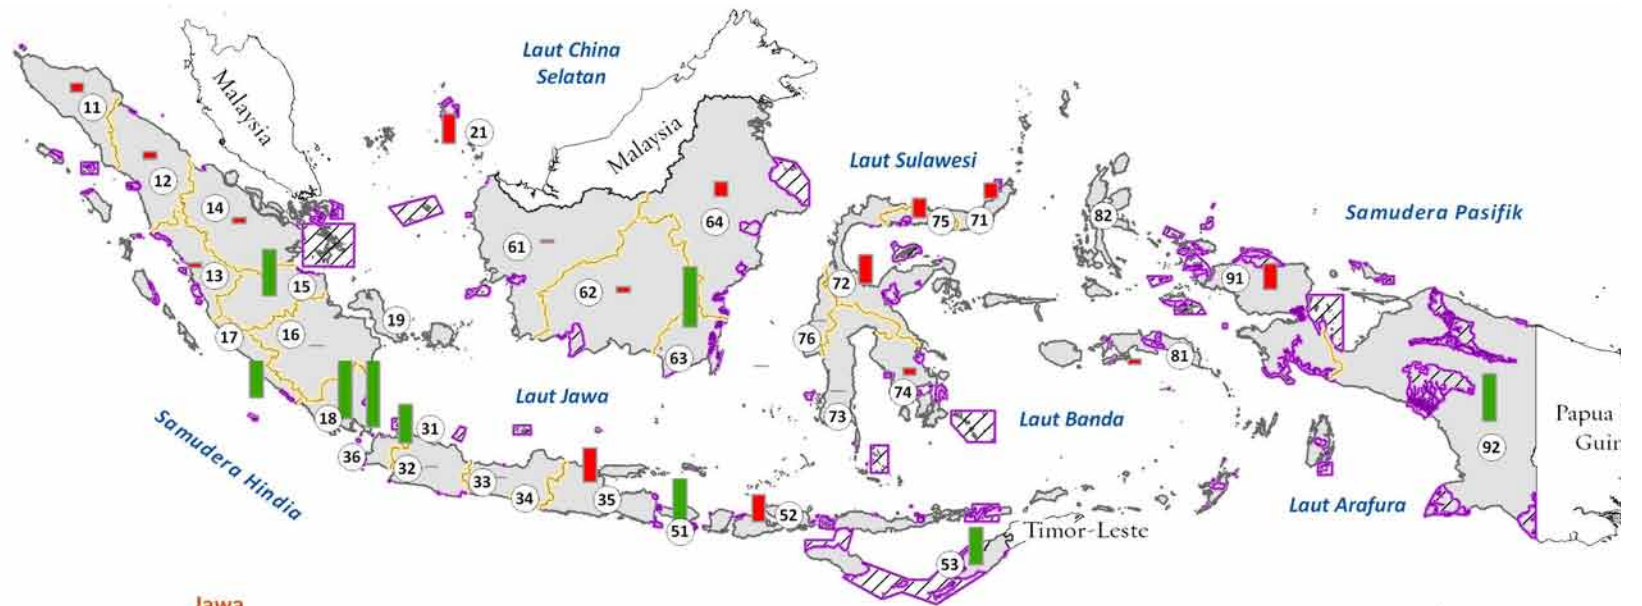 Laut China
Selatan
Malaysia
11
21
Malaysia
Laut Sulawesi
12
14
64
75
71
82
Samudera Pasifik
61
13
15
72
91
62
16
19
17
76
63
81
Laut Jawa
74
73
18
31
Laut Banda
Papua
Guin
Samudera Hindia
36
32
92
33
34
35
52
Laut Arafura
51
Timor-Leste
53
Jawa